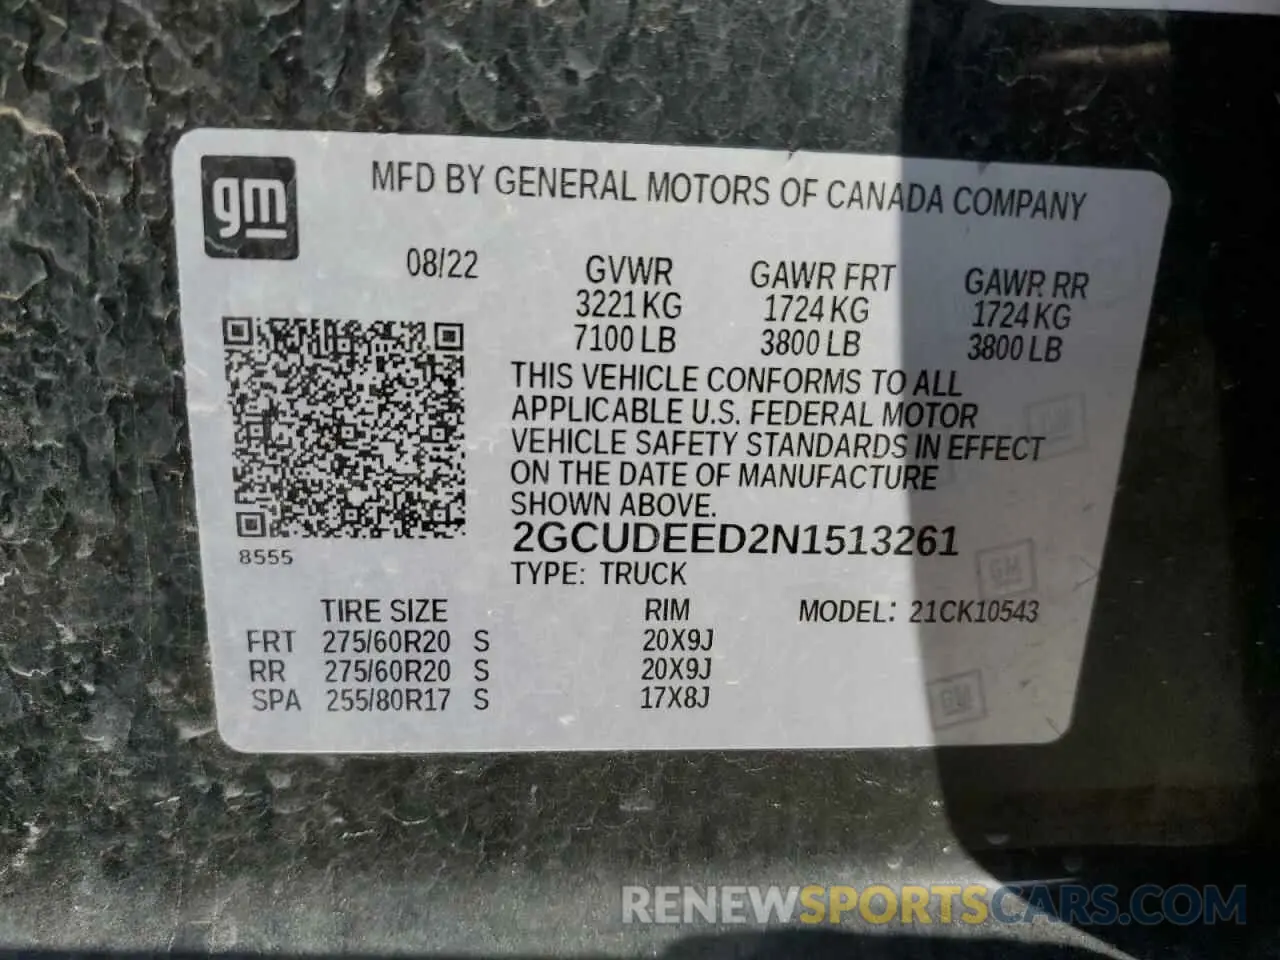 gm
MFD BY GENERAL MOTORS OF CANADA COMPANY
08/22 GVWR GAWR FRT GAWR RR
3221 KG 1724 KG 1724 KG
7100 LB 3800 LB 3800 LB
THIS VEHICLE CONFORMS TO ALL
APPLICABLE U.S. FEDERAL MOTOR
VEHICLE SAFETY STANDARDS IN EFFECT
ON THE DATE OF MANUFACTURE
SHOWN ABOVE.
2GCUDEED2N1513261
8555
TYPE: TRUCK
TIRE SIZE RIM MODEL: 21CK10543
FRT 275/60R20 S 20X9J
RR 275/60R20 S 20X9J
SPA 255/80R17 S 17X8J
GM
GM
GM
RENEWSPORTSCARS.COM